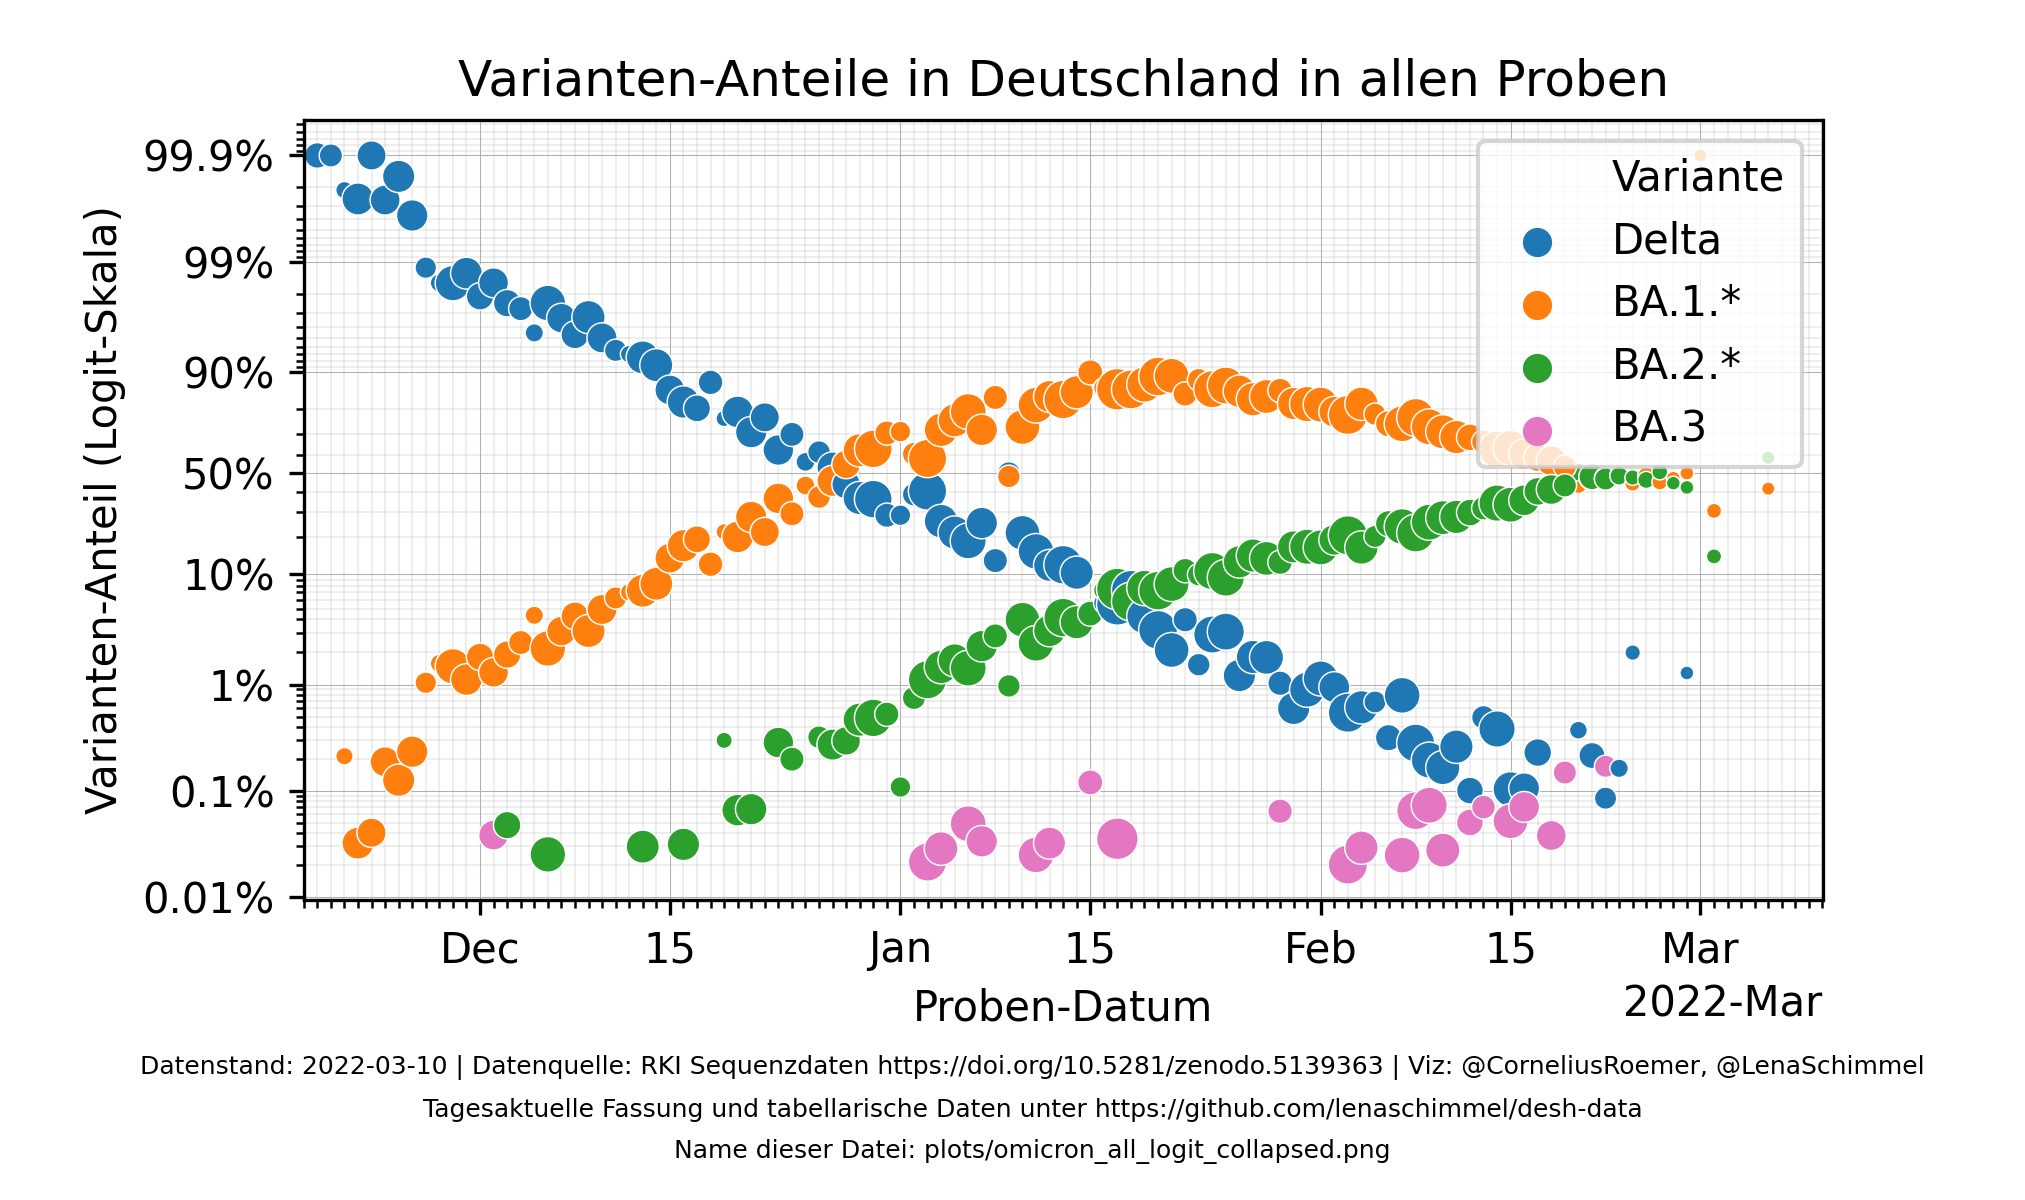 Varianten-Anteile in Deutschland in allen Proben
Varianten-Anteil (Logit-Skala)
99.9%
99%
90%
50%
10%
1%
0.1%
0.01%
Variante
Delta
BA.1.*
BA.2.*
BA.3
Dec
15
Jan
15
Feb
15
Mar
2022-Mar
Proben-Datum
Datenstand: 2022-03-10 | Datenquelle: RKI Sequenzdaten https://doi.org/10.5281/zenodo.5139363 | Viz: @CorneliusRoemer, @LenaSchimmel
Tagesaktuelle Fassung und tabellarische Daten unter https://github.com/lenaschimmel/desh-data
Name dieser Datei: plots/omicron_all_logit_collapsed.png